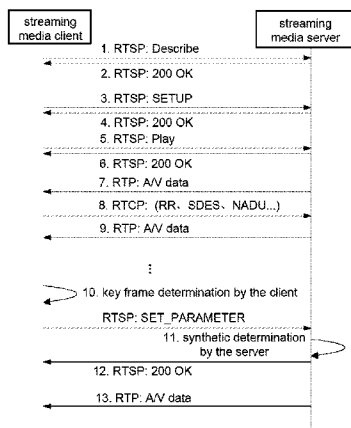 streaming
media client
streaming
media server
1. RTSP: Describe
2. RTSP: 200 OK
3. RTSP: SETUP
4. RTSP: 200 OK
5. RTSP: Play
6. RTSP: 200 OK
7. RTP: A/V data
8. RTCP: (RR、SDES、NADU...)
9. RTP: A/V data
10. key frame determination by the client
RTSP: SET_PARAMETER
11. synthetic determination
by the server
12. RTSP: 200 OK
13. RTP: A/V data